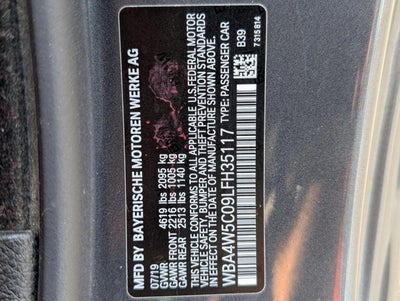 MFD BY
BAYERISCHE MOTOREN WERKE AG
07/19
GVWR 4619 lbs 2095 kg
GAWR FRONT 2216 lbs 1005 kg
GAWR REAR 2513 lbs 1140 kg
THIS VEHICLE CONFORMS TO ALL APPLICABLE U.S.FEDERAL MOTOR
VEHICLE SAFETY, BUMPER AND THEFT PREVENTION STANDARDS
IN EFFECT ON THE DATE OF MANUFACTURE SHOWN ABOVE.
WBA4W5C09LFH35117 TYPE: PASSENGER CAR
B39
7315814